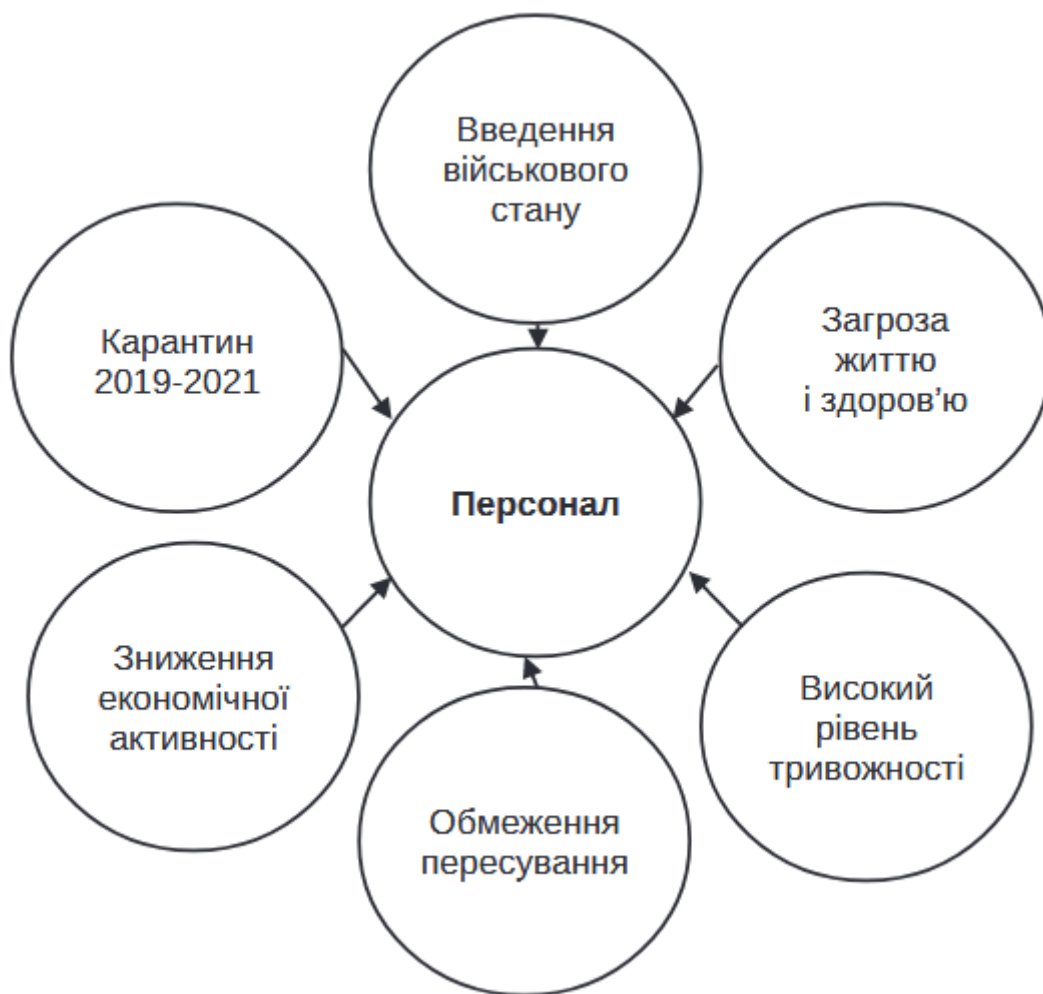 Введення
військового
стану
Карантин
2019-2021
Загроза
життю
і здоров’ю
Персонал
Зниження
економічної
активності
Високий
рівень
тривожності
Обмеження
пересування